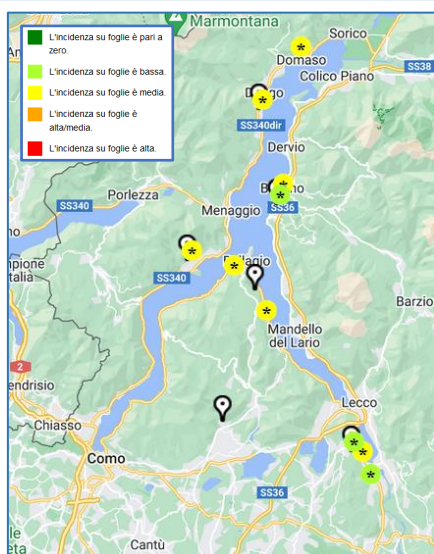 Marmontana
L'incidenza su foglie è pari a
zero.
L'incidenza su foglie è bassa.
L'incidenza su foglie è media.
L'incidenza su foglie è
alta/media.
L'incidenza su foglie è alta.
Sorico
Domaso
SS38
Colico Piano
SS340dir
Dervio
Porlezza
SS340
SS36
Menaggio
SS340
Barzio
Mandello
del Lario
2
Lecco
Chiasso
Como
SS36
Cantù